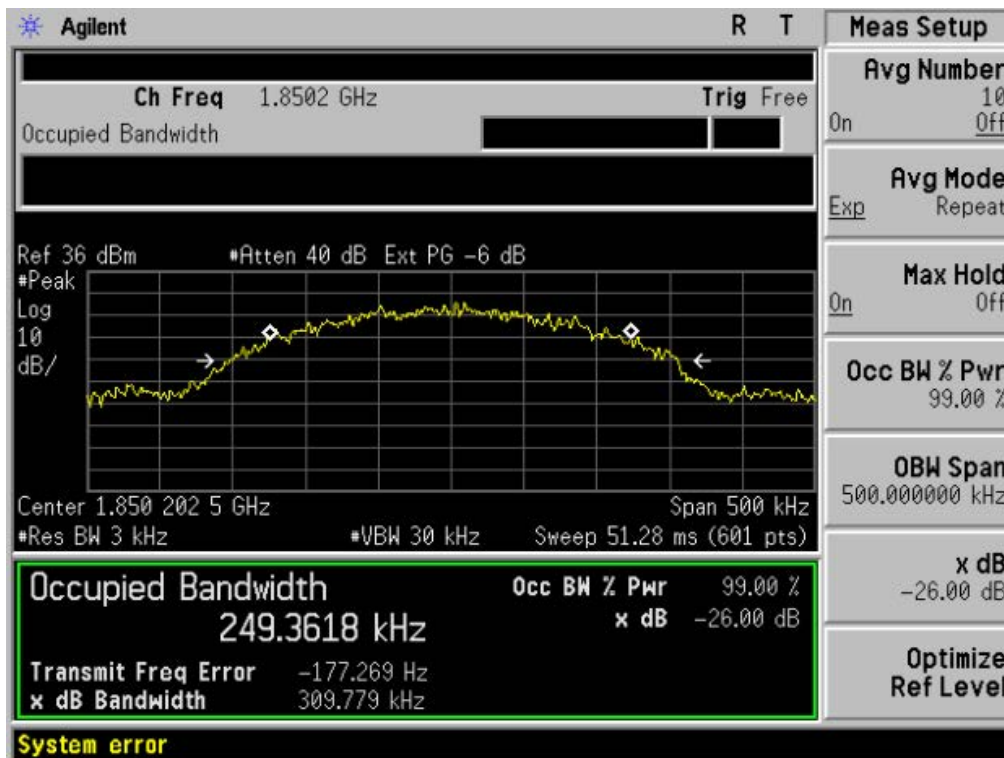 Agilent R T
Ch Freq 1.8502 GHz Trig Free
Occupied Bandwidth
Ref 36 dBm #Atten 40 dB Ext PG -6 dB
#Peak
Log
10
dB/
Center 1.850 202 5 GHz Span 500 kHz
#Res BW 3 kHz #VBW 30 kHz Sweep 51.28 ms (601 pts)
Occupied Bandwidth Occ BW % Pwr 99.00 %
249.3618 kHz x dB -26.00 dB
Transmit Freq Error -177.269 Hz
x dB Bandwidth 309.779 kHz
System error
Meas Setup
Avg Number
10
On Off
Avg Mode
Exp Repeat
Max Hold
On Off
Occ BW % Pwr
99.00 %
OBW Span
500.000000 kHz
x dB
-26.00 dB
Optimize
Ref Level